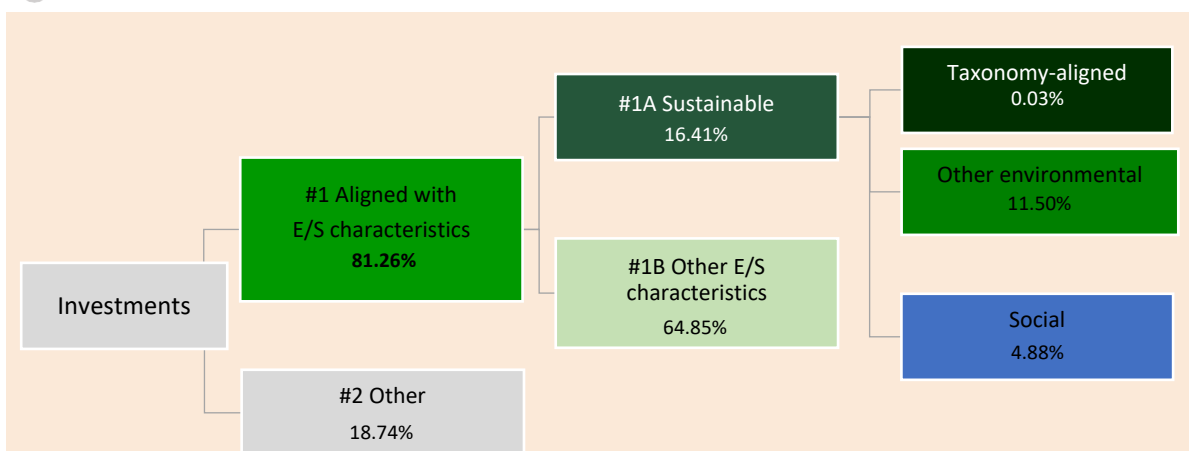 Investments
#1 Aligned with
E/S characteristics
81.26%
#2 Other
18.74%
#1A Sustainable
16.41%
#1B Other E/S
characteristics
64.85%
Taxonomy-aligned
0.03%
Other environmental
11.50%
Social
4.88%